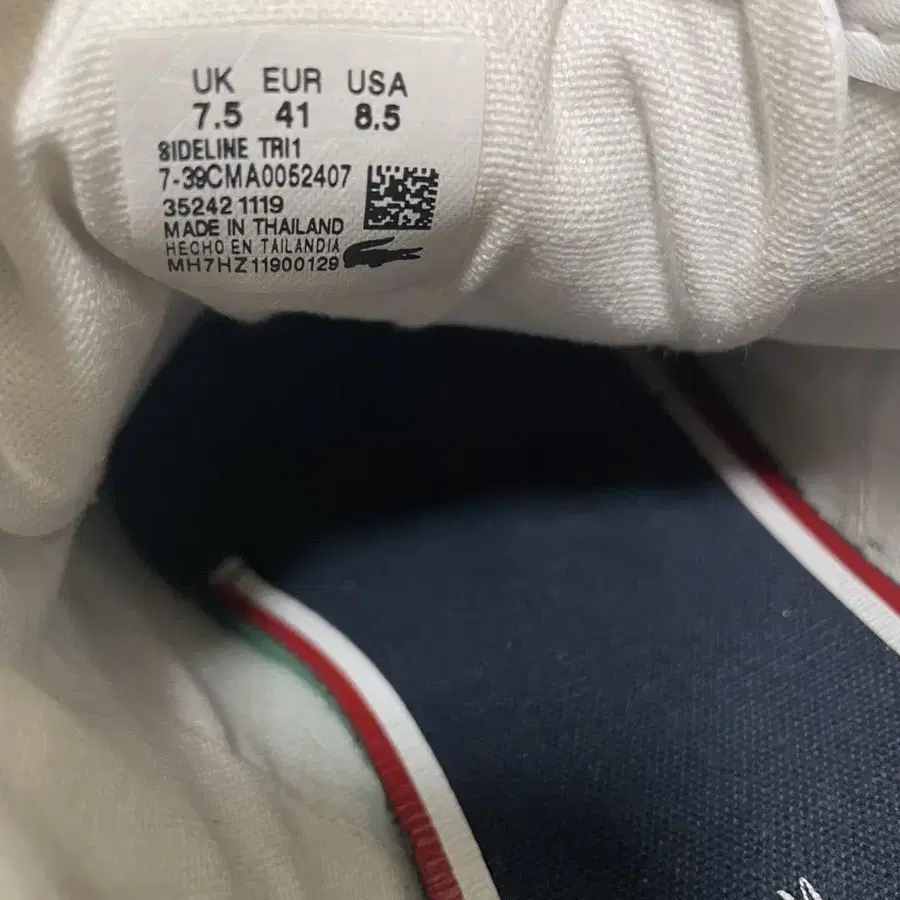 UK EUR USA
7.5 41 8.5
SIDELINE TRI1
7-39CMA0052407
35242 1119
MADE IN THAILAND
HECHO EN TAILANDIA
MH7HZ11900129